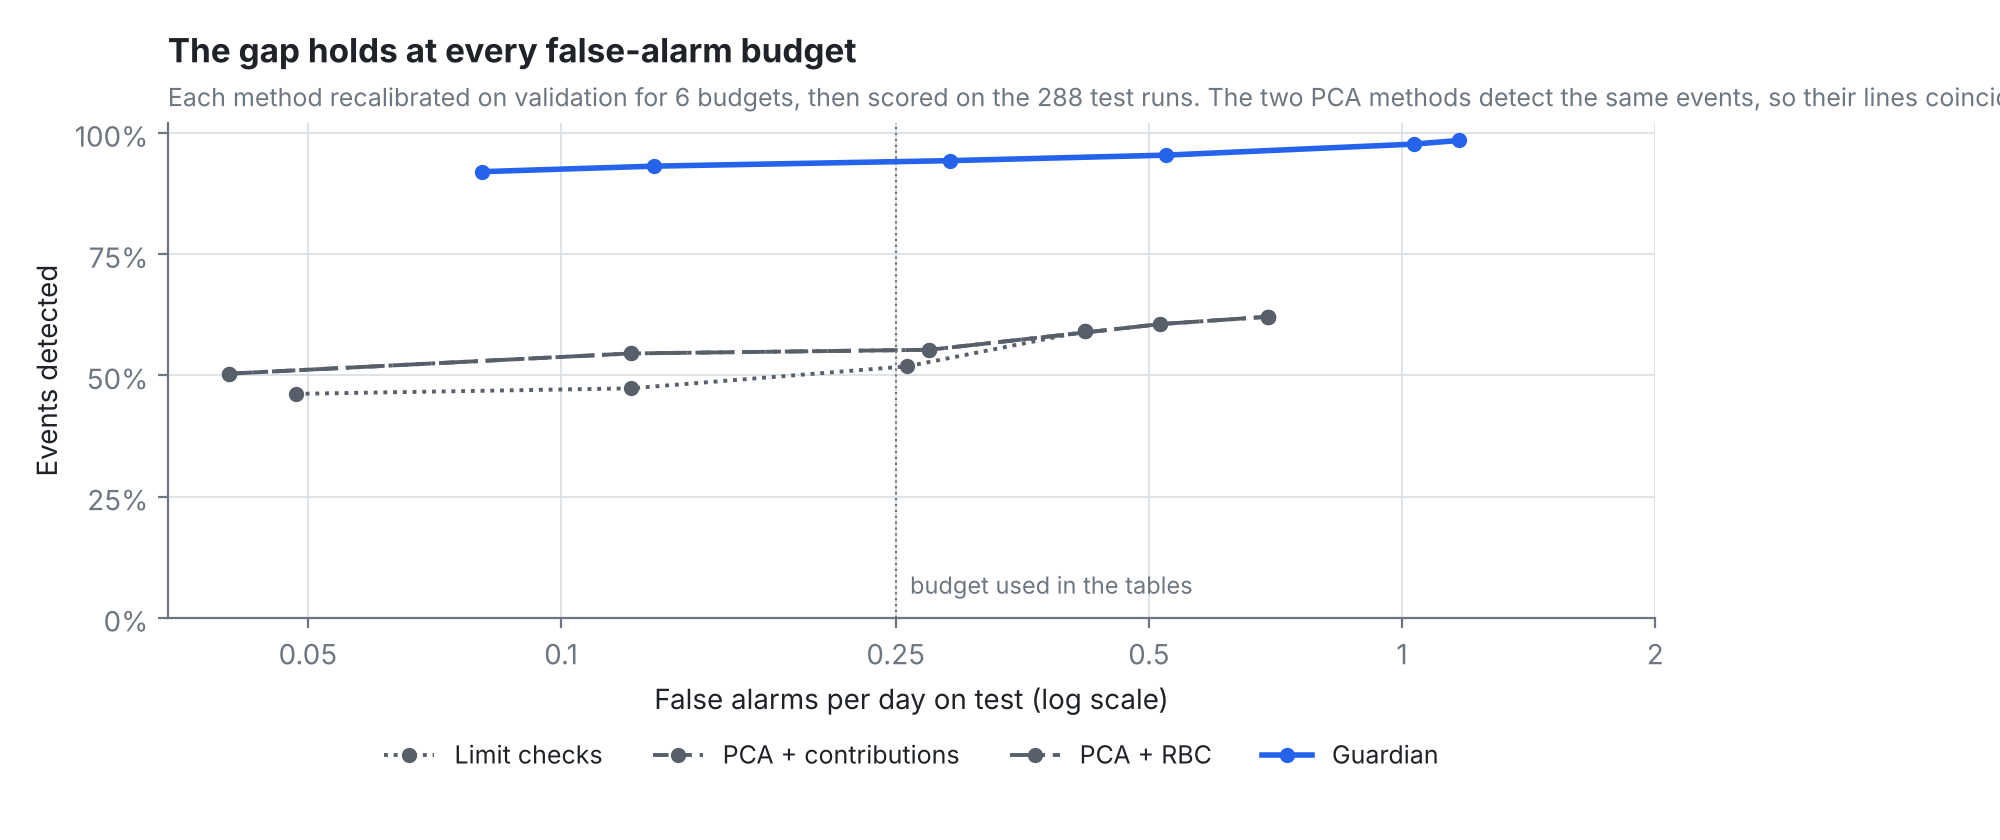 The gap holds at every false-alarm budget
Each method recalibrated on validation for 6 budgets, then scored on the 288 test runs. The two PCA methods detect the same events, so their lines
100%
75%
50%
25%
0%
Events detected
budget used in the tables
0.05 0.1 0.25 0.5 1 2
False alarms per day on test (log scale)
Limit checks PCA + contributions PCA + RBC Guardian